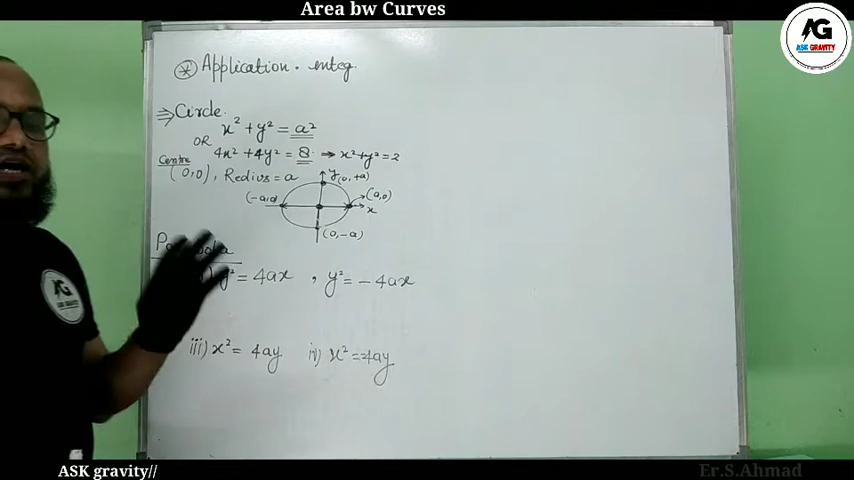 Area bw Curves
AG
ASK GRAVITY
Application. integ.
⇒ Circle.
x² + y² = a²
OR 4x² + 4y² = 8. → x² + y² = 2
Centre
(0,0), Radius = a
y (0, +a)
(-a,0)
(a,0)
x
(0, -a)
y² = 4ax , y² = - 4ax
iii) x² = 4ay iv) x² = -4ay
AG
ASK gravity//
Er.S.Ahmad